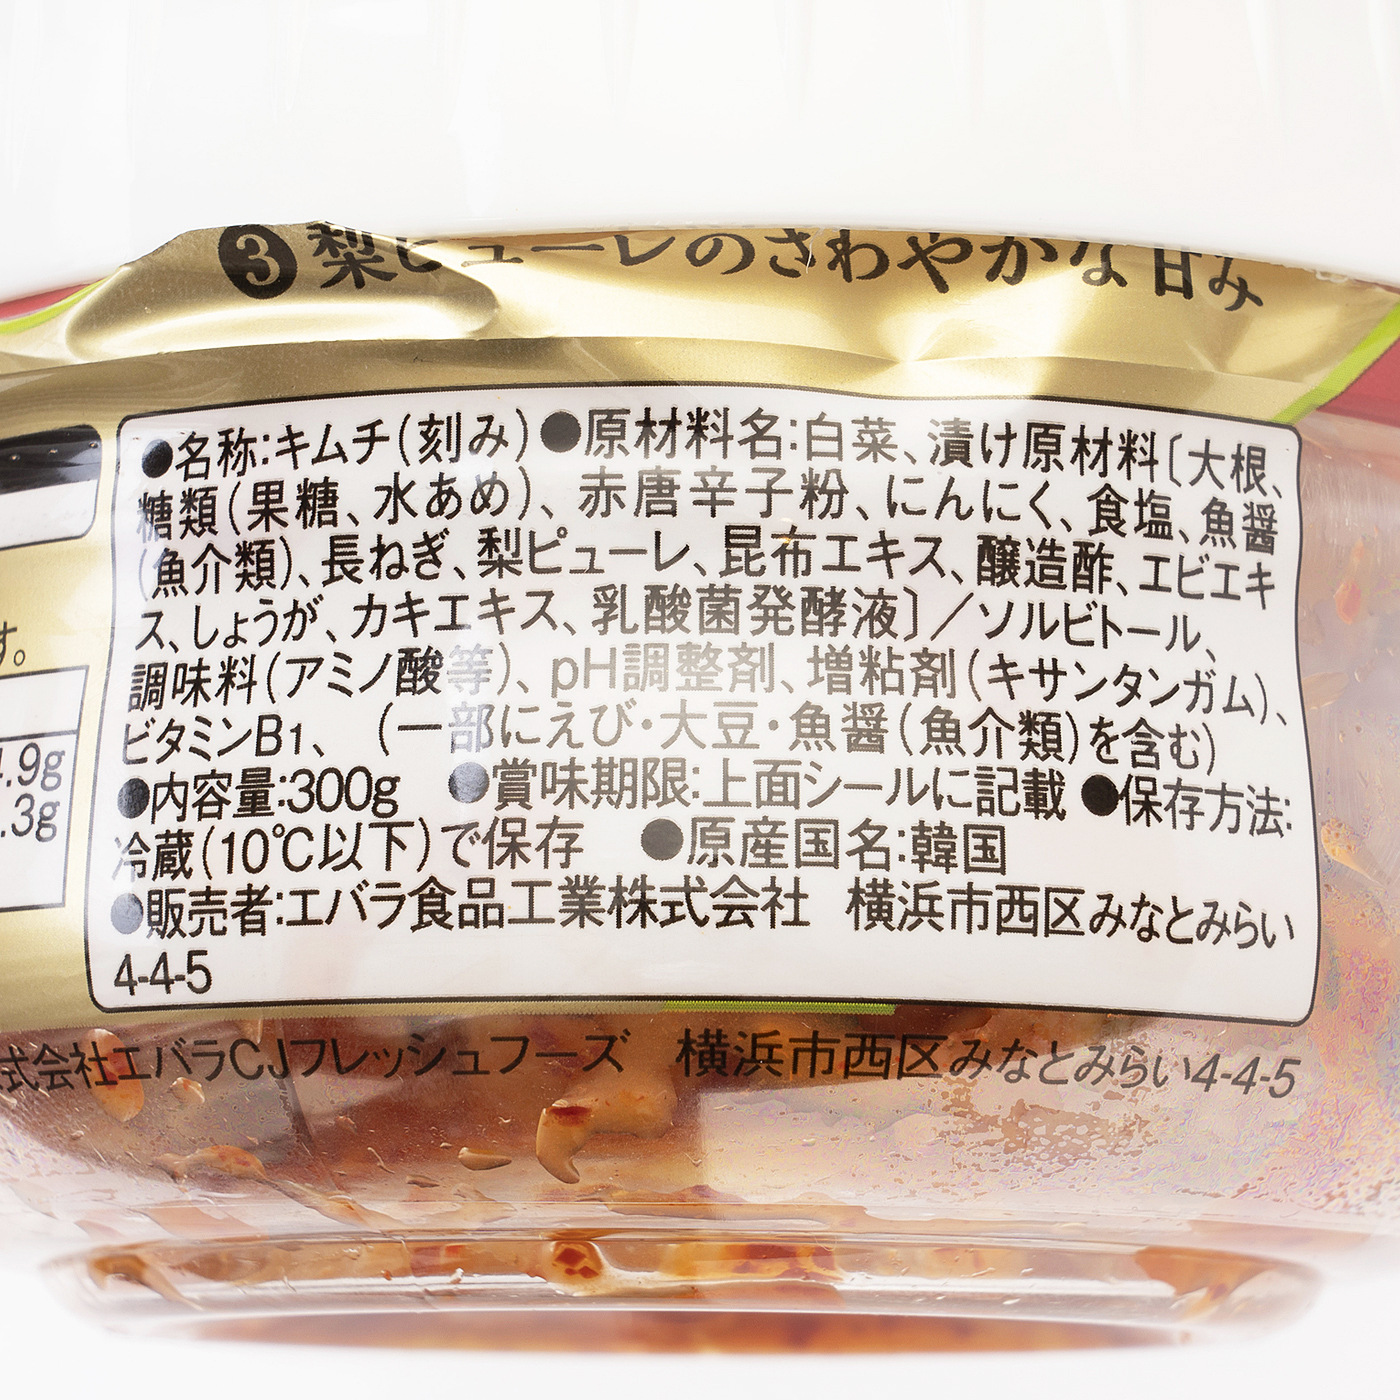 3 梨ピューレのさわやかな甘み
●名称:キムチ(刻み)●原材料名:白菜、漬け原材料〔大根、
糖類(果糖、水あめ)、赤唐辛子粉、にんにく、食塩、魚醤
(魚介類)、長ねぎ、梨ピューレ、昆布エキス、醸造酢、エビエキ
ス、しょうが、カキエキス、乳酸菌発酵液〕/ソルビトール、
調味料(アミノ酸等)、pH調整剤、増粘剤(キサンタンガム)、
ビタミンB1、(一部にえび・大豆・魚醤(魚介類)を含む)
●内容量:300g ●賞味期限:上面シールに記載 ●保存方法:
冷蔵(10℃以下)で保存 ●原産国名:韓国
●販売者:エバラ食品工業株式会社 横浜市西区みなとみらい
4-4-5
式会社エバラCJフレッシュフーズ 横浜市西区みなとみらい4-4-5
す。
.9g
.3g